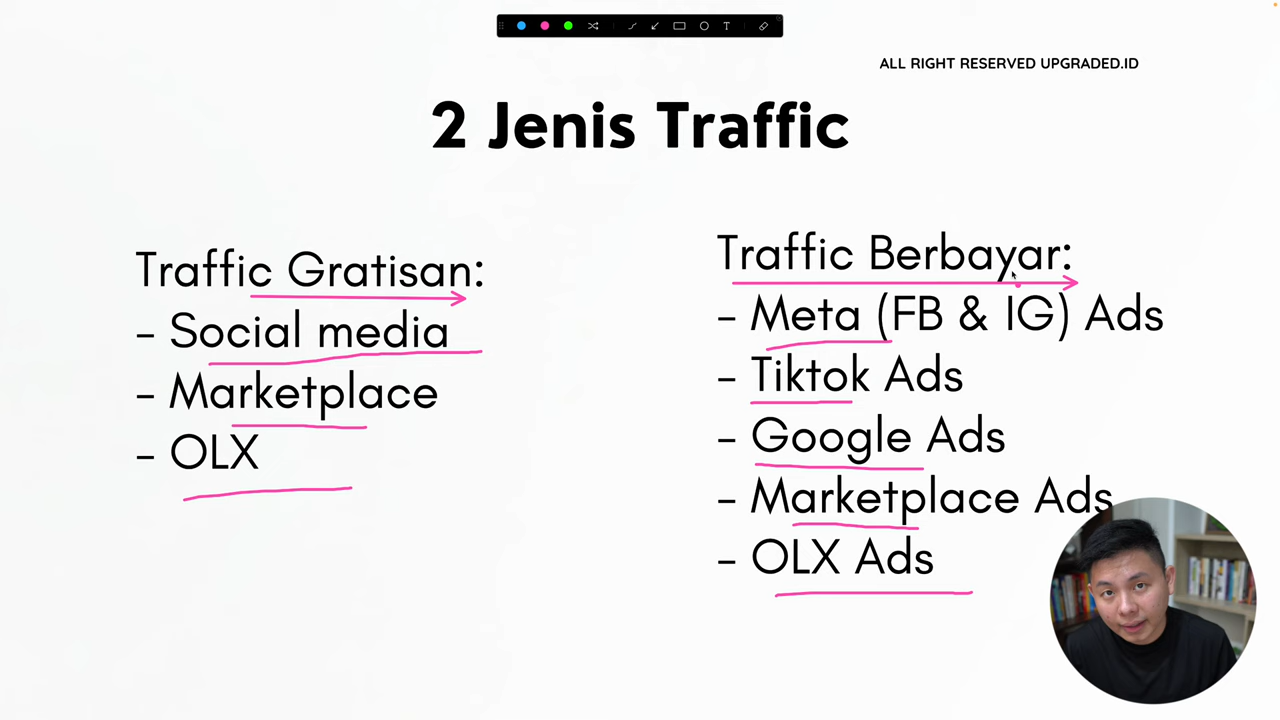 ALL RIGHT RESERVED UPGRADED.ID
2 Jenis Traffic
Traffic Gratisan:
- Social media
- Marketplace
- OLX
Traffic Berbayar:
- Meta (FB & IG) Ads
- Tiktok Ads
- Google Ads
- Marketplace Ads
- OLX Ads